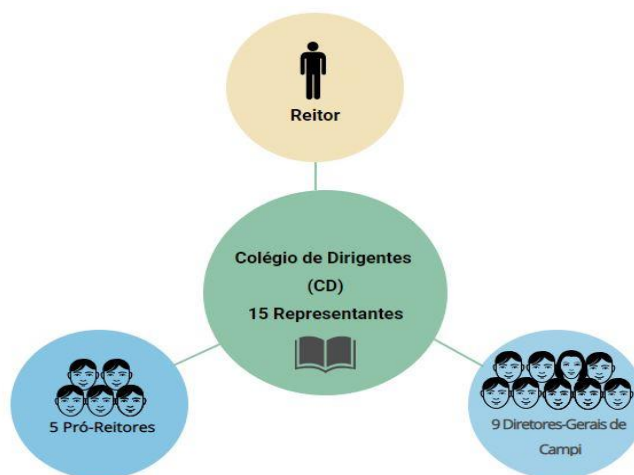 Reitor
Colégio de Dirigentes
(CD)
15 Representantes
5 Pró-Reitores
9 Diretores-Gerais de
Campi